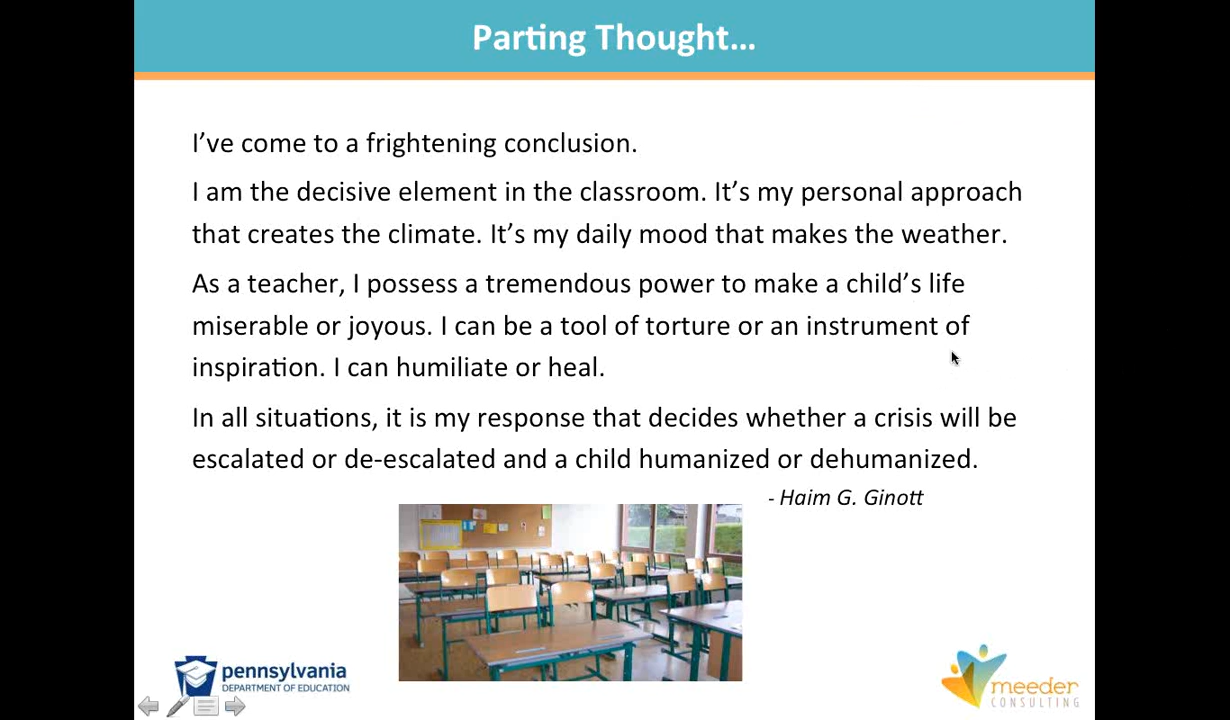 Parting Thought...
I've come to a frightening conclusion.
I am the decisive element in the classroom. It's my personal approach
that creates the climate. It's my daily mood that makes the weather.
As a teacher, I possess a tremendous power to make a child's life
miserable or joyous. I can be a tool of torture or an instrument of
inspiration. I can humiliate or heal.
In all situations, it is my response that decides whether a crisis will be
escalated or de-escalated and a child humanized or dehumanized.
- Haim G. Ginott
pennsylvania
DEPARTMENT OF EDUCATION
meeder
CONSULTING